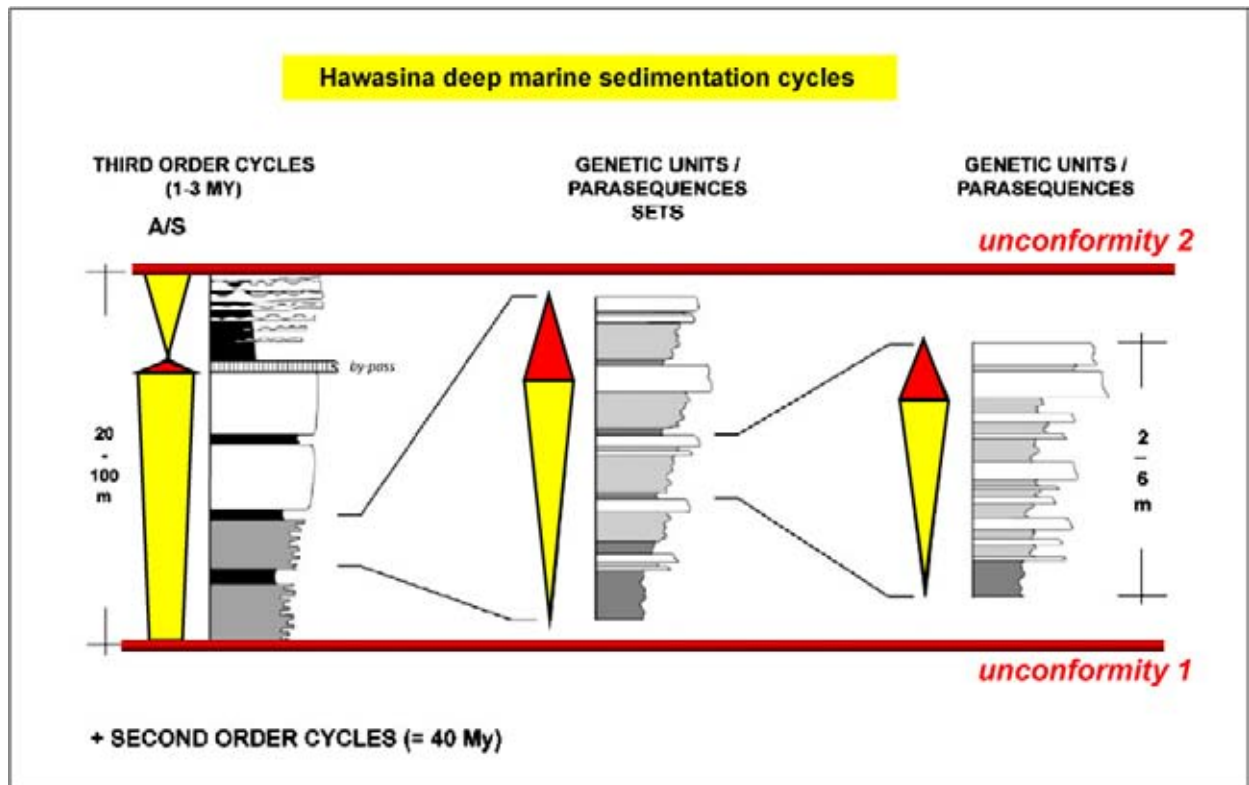 Hawasina deep marine sedimentation cycles
THIRD ORDER CYCLES
(1-3 MY)
A/S
GENETIC UNITS /
PARASEQUENCES
SETS
GENETIC UNITS /
PARASEQUENCES
unconformity 2
by-pass
20
-
100
m
2
-
6
m
unconformity 1
+ SECOND ORDER CYCLES (= 40 My)